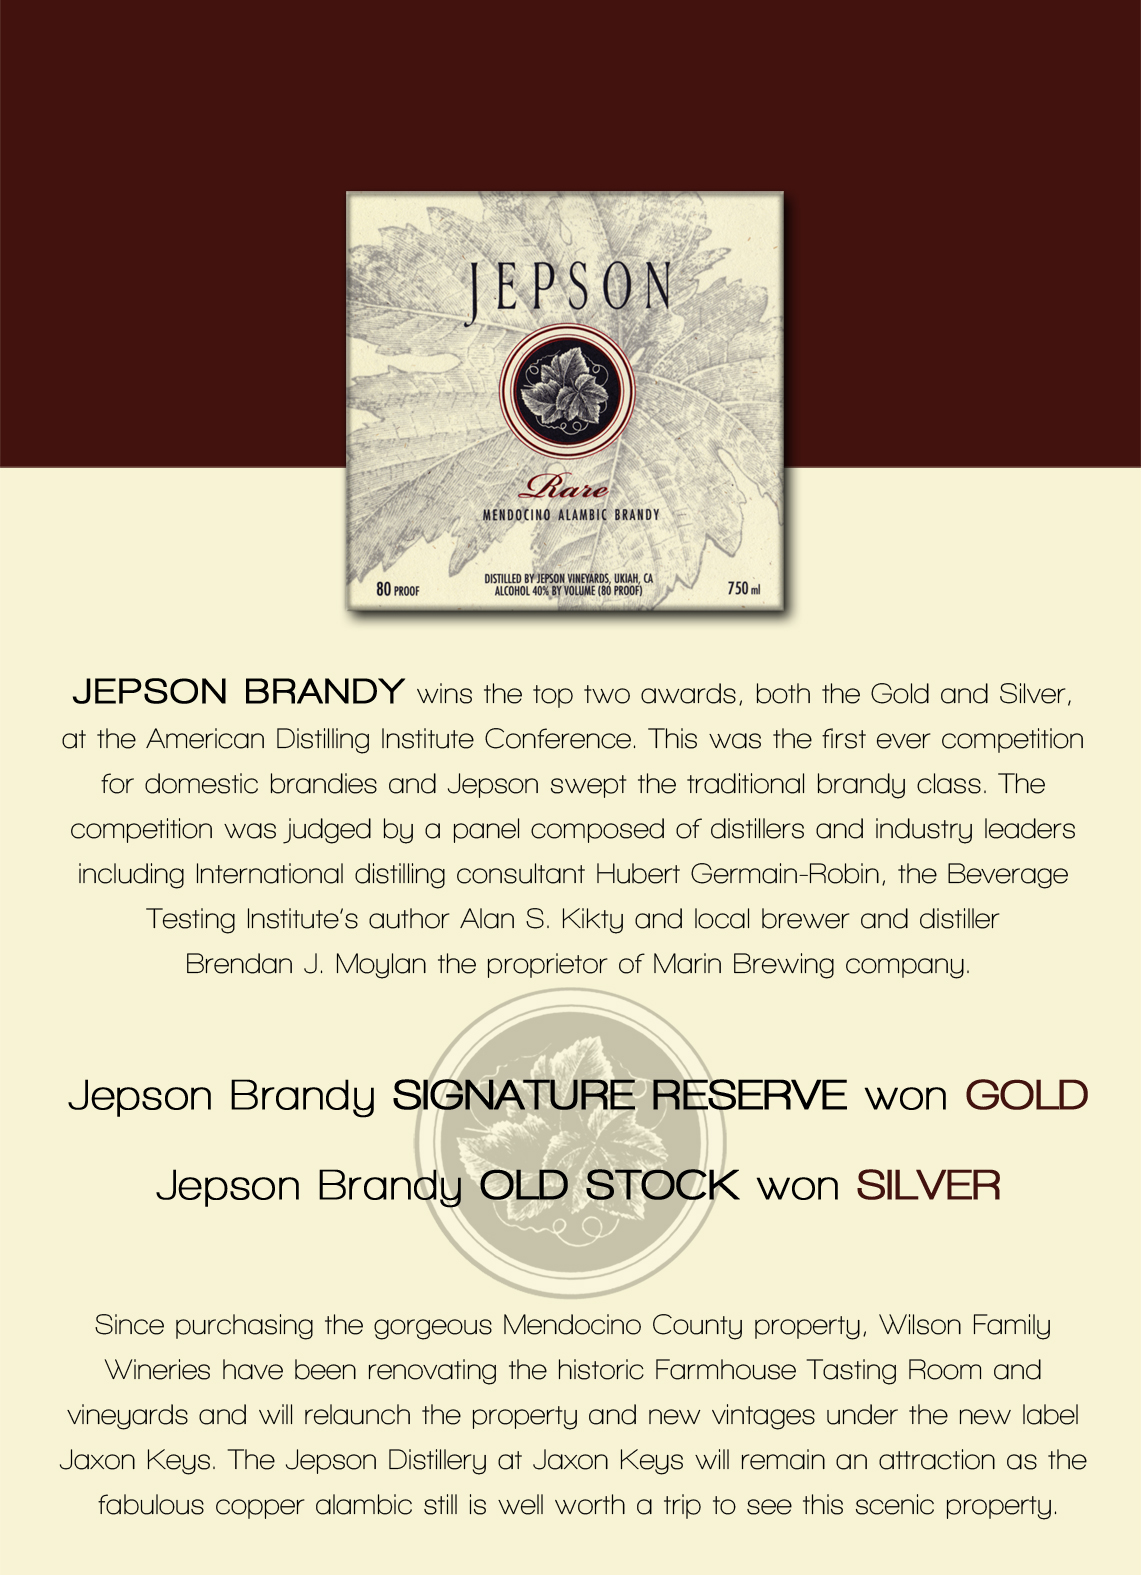 JEPSON
Rare
MENDOCINO ALAMBIC BRANDY
80 PROOF
DISTILLED BY JEPSON VINEYARDS, UKIAH, CA
ALCOHOL 40% BY VOLUME (80 PROOF)
750 ml
JEPSON BRANDY wins the top two awards, both the Gold and Silver,
at the American Distilling Institute Conference. This was the first ever competition
for domestic brandies and Jepson swept the traditional brandy class. The
competition was judged by a panel composed of distillers and industry leaders
including International distilling consultant Hubert Germain-Robin, the Beverage
Testing Institute's author Alan S. Kikty and local brewer and distiller
Brendan J. Moylan the proprietor of Marin Brewing company.
Jepson Brandy SIGNATURE RESERVE won GOLD
Jepson Brandy OLD STOCK won SILVER
Since purchasing the gorgeous Mendocino County property, Wilson Family
Wineries have been renovating the historic Farmhouse Tasting Room and
vineyards and will relaunch the property and new vintages under the new label
Jaxon Keys. The Jepson Distillery at Jaxon Keys will remain an attraction as the
fabulous copper alambic still is well worth a trip to see this scenic property.